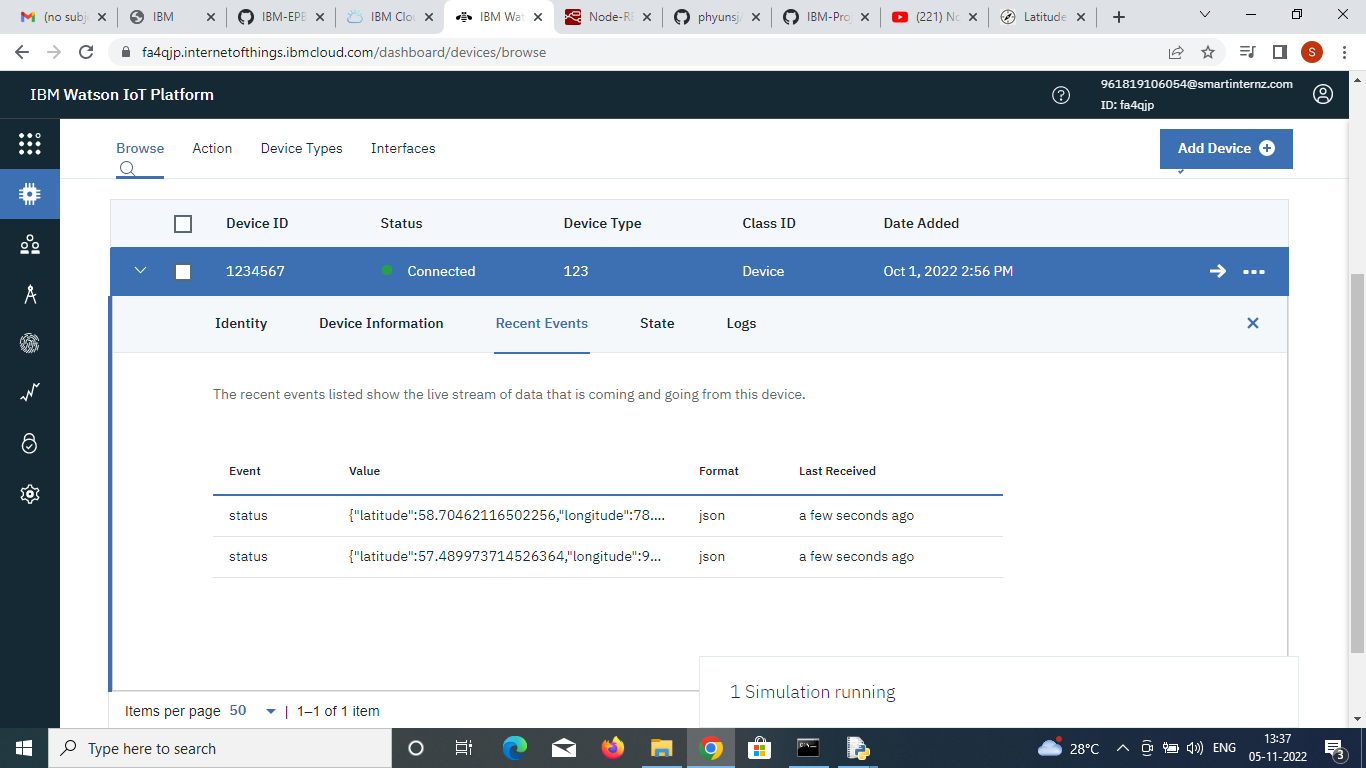 (no subje
IBM
IBM-EPB
IBM Clou
IBM Wat
Node-RE
phyunsj
IBM-Proj
(221) No
Latitude
fa4qjp.internetofthings.ibmcloud.com/dashboard/devices/browse
S
IBM Watson IoT Platform
961819106054@smartinternz.com
ID: fa4qjp
Browse Action Device Types Interfaces
Add Device
Device ID Status Device Type Class ID Date Added
1234567 Connected 123 Device Oct 1, 2022 2:56 PM
Identity Device Information Recent Events State Logs
The recent events listed show the live stream of data that is coming and going from this device.
Event Value Format Last Received
status {"latitude":58.70462116502256,"longitude":78.... json a few seconds ago
status {"latitude":57.489973714526364,"longitude":9... json a few seconds ago
1 Simulation running
Items per page 50 | 1–1 of 1 item
Type here to search
28°C
ENG
13:37
05-11-2022
3